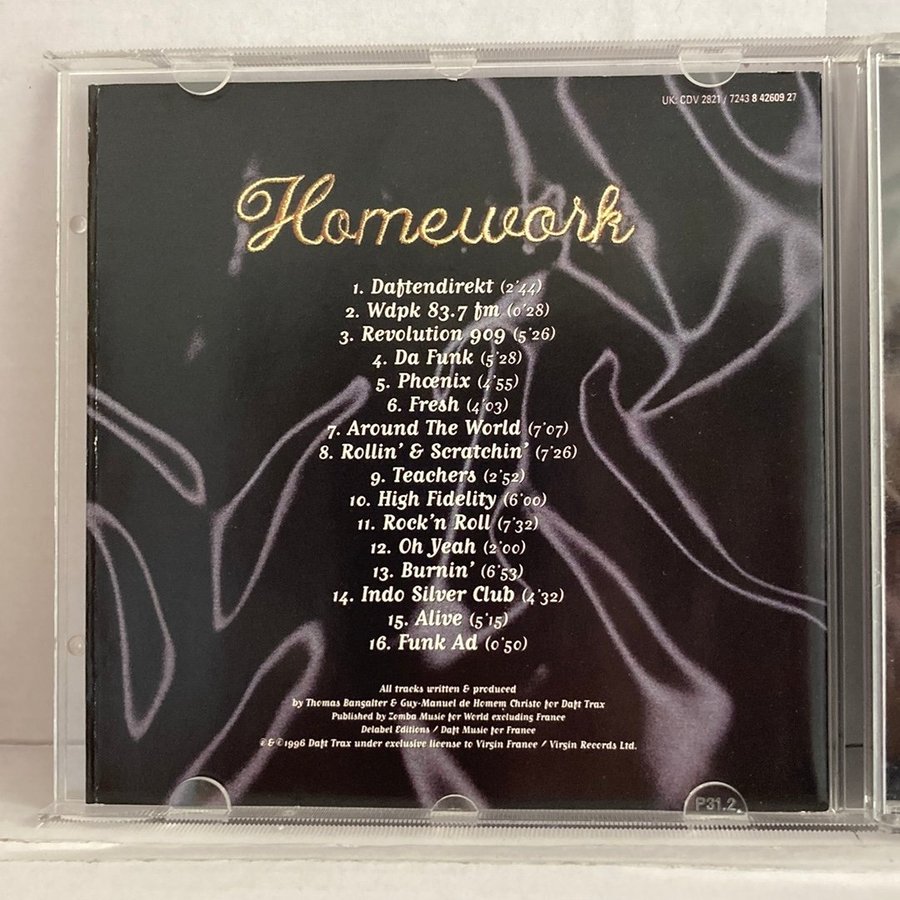 UK: CDV 2821 / 7243 8 42609 27
Homework
1. Daftendirekt (2'44)
2. Wdpk 83.7 fm (0'28)
3. Revolution 909 (5'26)
4. Da Funk (5'28)
5. Phœnix (4'55)
6. Fresh (4'03)
7. Around The World (7'07)
8. Rollin' & Scratchin' (7'26)
9. Teachers (2'52)
10. High Fidelity (6'00)
11. Rock'n Roll (7'32)
12. Oh Yeah (2'00)
13. Burnin' (6'53)
14. Indo Silver Club (4'32)
15. Alive (5'15)
16. Funk Ad (0'50)
All tracks written & produced
by Thomas Bangalter & Guy-Manuel de Homem Christo for Daft Trax
Published by Zomba Music for World excluding France
Delabel Editions / Daft Music for France
℗ & © 1996 Daft Trax under exclusive license to Virgin France / Virgin Records Ltd.
P31.2